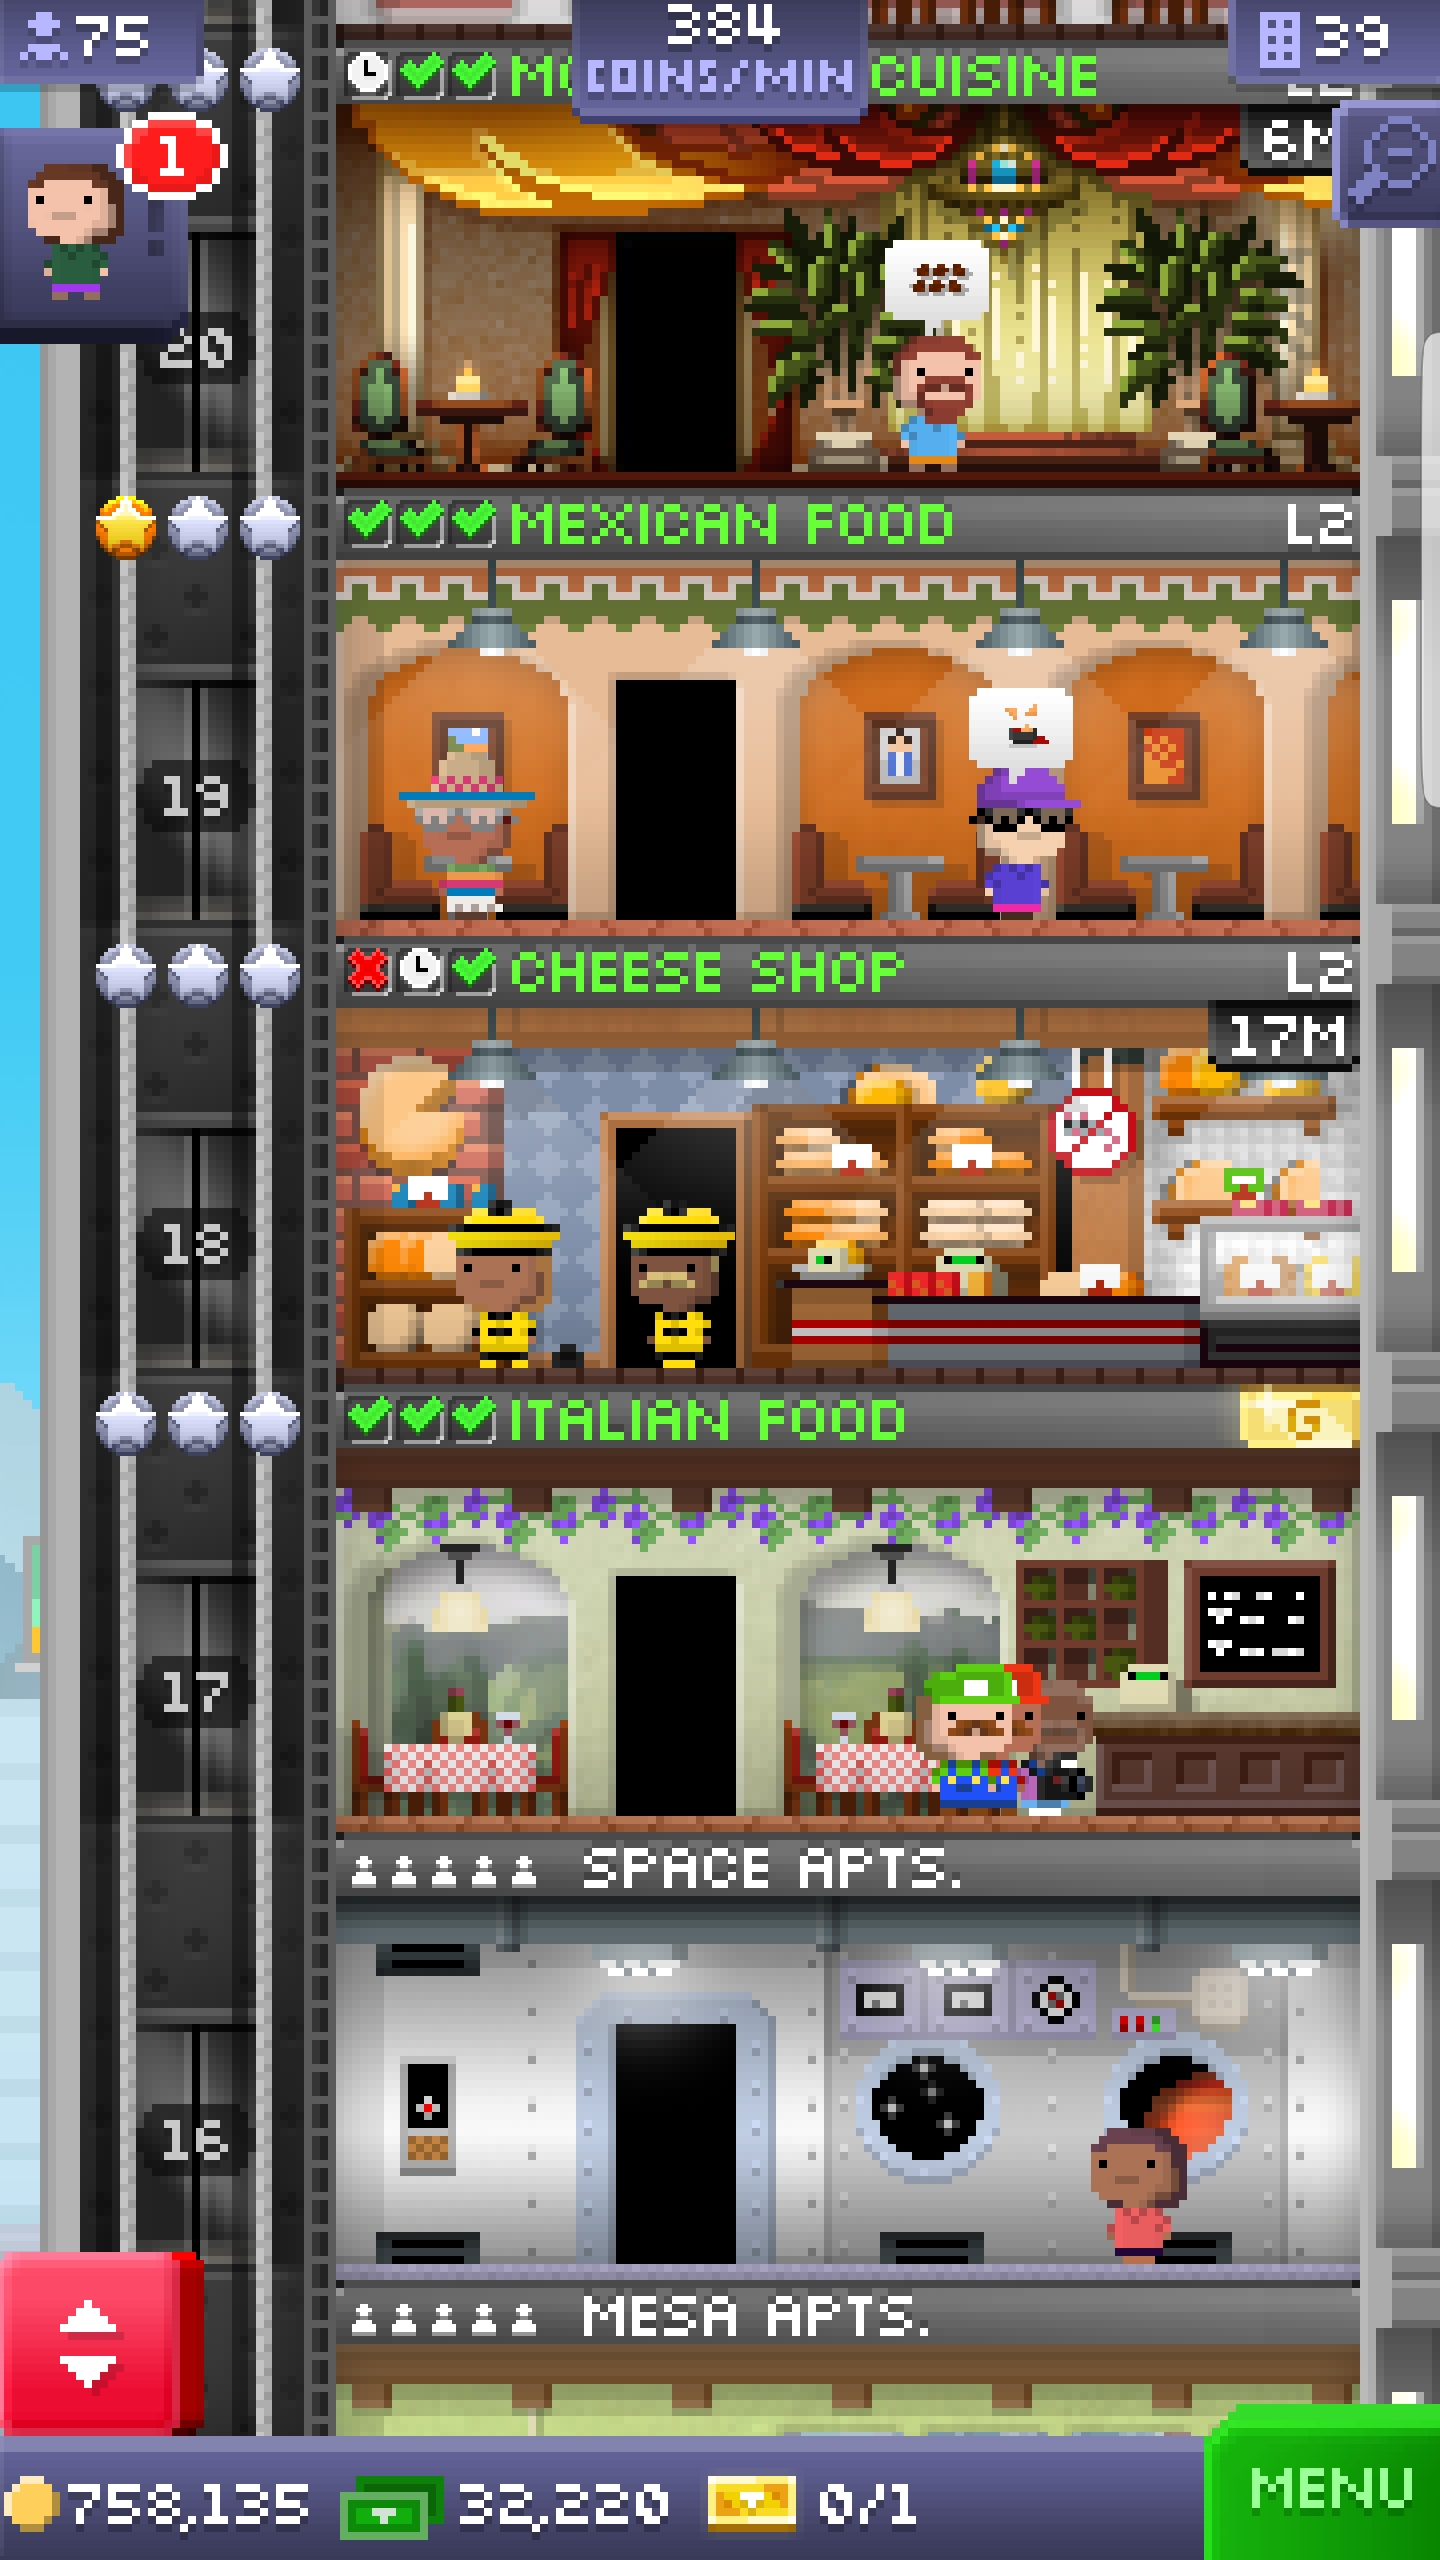 75
384
COINS/MIN
39
1
CUISINE
6M
20
MEXICAN FOOD L2
19
CHEESE SHOP L2
17M
18
ITALIAN FOOD G
17
SPACE APTS.
16
MESA APTS.
758,135 32,220 0/1
MENU